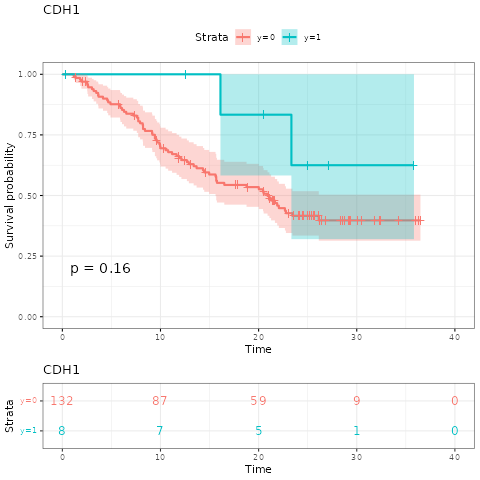 CDH1
Strata y=0 y=1
Survival probability
1.00
0.75
0.50
0.25
0.00
p = 0.16
0 10 20 30 40
Time
CDH1
Strata
y=0 132 87 59 9 0
y=1 8 7 5 1 0
0 10 20 30 40
Time